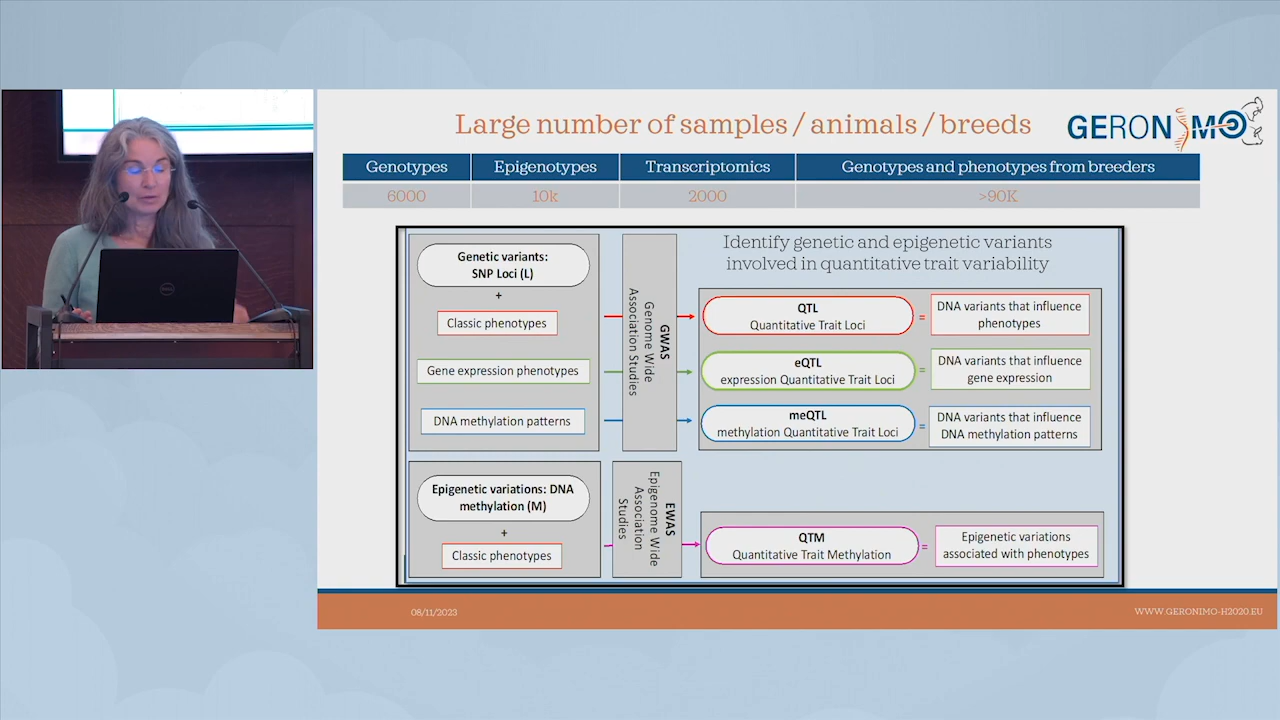 Large number of samples / animals / breeds
GERONIMO
Genotypes Epigenotypes Transcriptomics Genotypes and phenotypes from breeders
6000 10k 2000 >90K
Identify genetic and epigenetic variants
involved in quantitative trait variability
Genetic variants:
SNP Loci (L)
+
Classic phenotypes
Gene expression phenotypes
DNA methylation patterns
GWAS
Genome Wide
Association Studies
QTL
Quantitative Trait Loci
=
DNA variants that influence
phenotypes
eQTL
expression Quantitative Trait Loci
=
DNA variants that influence
gene expression
meQTL
methylation Quantitative Trait Loci
=
DNA variants that influence
DNA methylation patterns
Epigenetic variations: DNA
methylation (M)
+
Classic phenotypes
EWAS
Epigenome Wide
Association
Studies
QTM
Quantitative Trait Methylation
=
Epigenetic variations
associated with phenotypes
08/11/2023
WWW.GERONIMO-H2020.EU
DELL